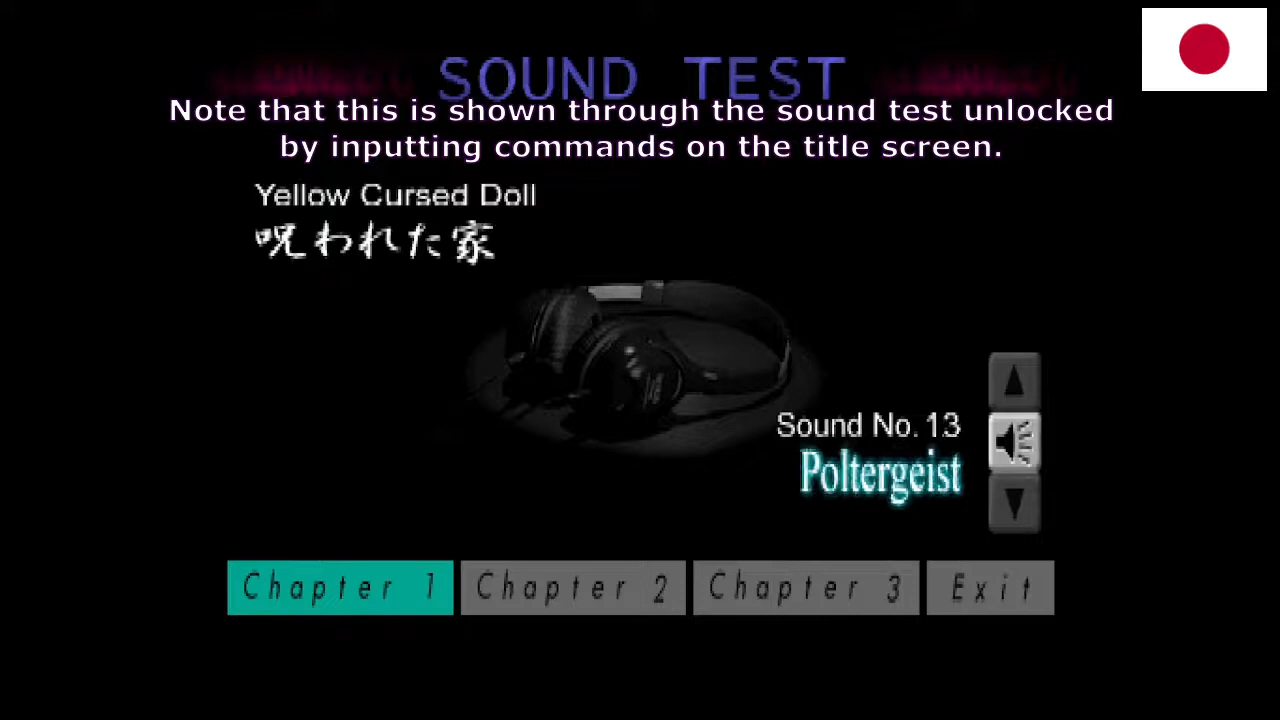 SOUND TEST
Note that this is shown through the sound test unlocked
by inputting commands on the title screen.
Yellow Cursed Doll
呪われた家
Sound No. 13
Poltergeist
Chapter 1
Chapter 2
Chapter 3
Exit